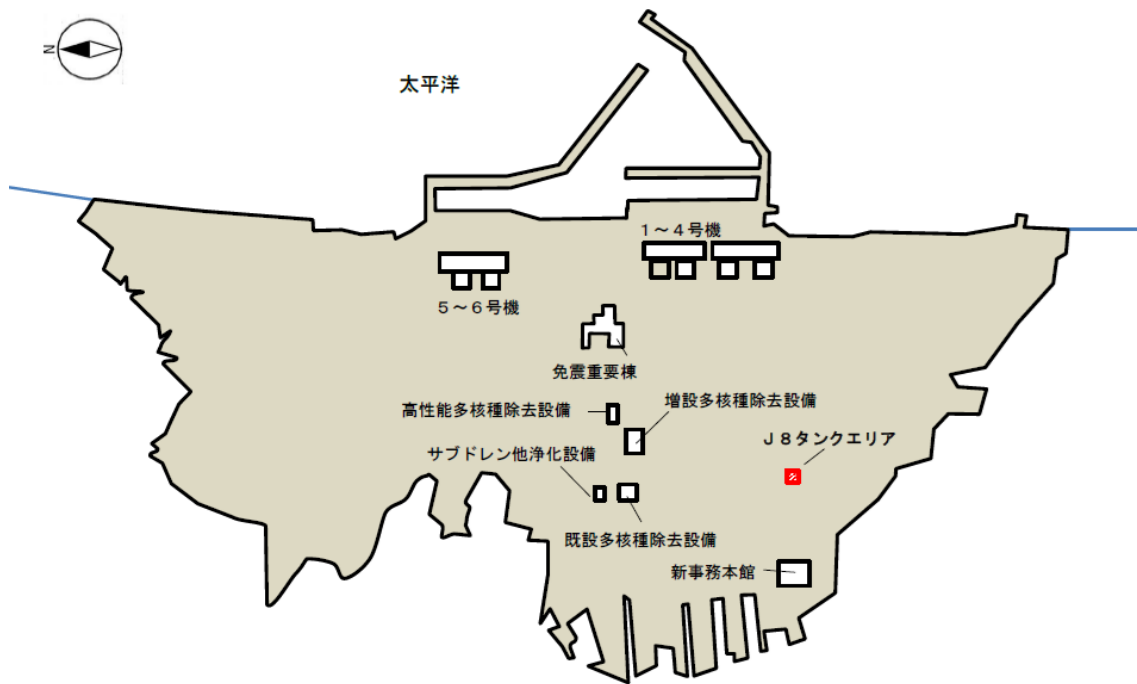 N
太平洋
１～４号機
５～６号機
免震重要棟
高性能多核種除去設備
増設多核種除去設備
サブドレン他浄化設備
Ｊ８タンクエリア
既設多核種除去設備
新事務本館